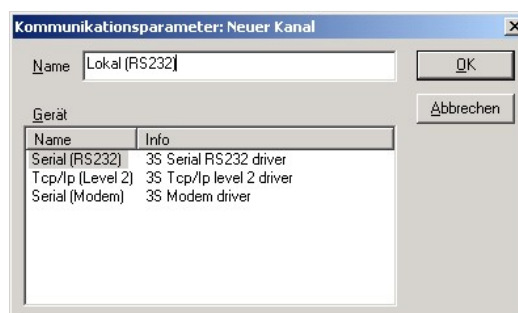 Kommunikationsparameter: Neuer Kanal
Name Lokal (RS232) OK
Abbrechen
Gerät
Name Info
Serial (RS232) 3S Serial RS232 driver
Tcp/Ip (Level 2) 3S Tcp/Ip level 2 driver
Serial (Modem) 3S Modem driver